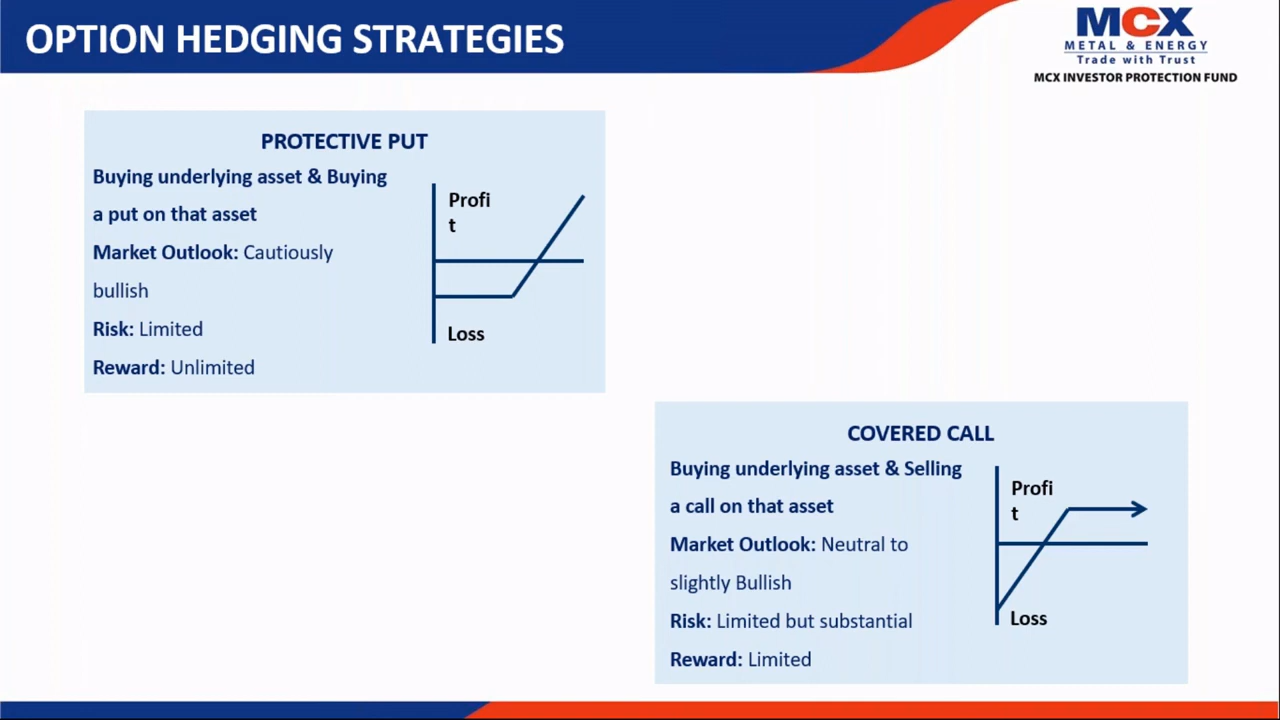 OPTION HEDGING STRATEGIES
MCX
METAL & ENERGY
Trade with Trust
MCX INVESTOR PROTECTION FUND
PROTECTIVE PUT
Buying underlying asset & Buying
a put on that asset
Market Outlook: Cautiously
bullish
Risk: Limited
Reward: Unlimited
Profi
t
Loss
COVERED CALL
Buying underlying asset & Selling
a call on that asset
Market Outlook: Neutral to
slightly Bullish
Risk: Limited but substantial
Reward: Limited
Profi
t
Loss